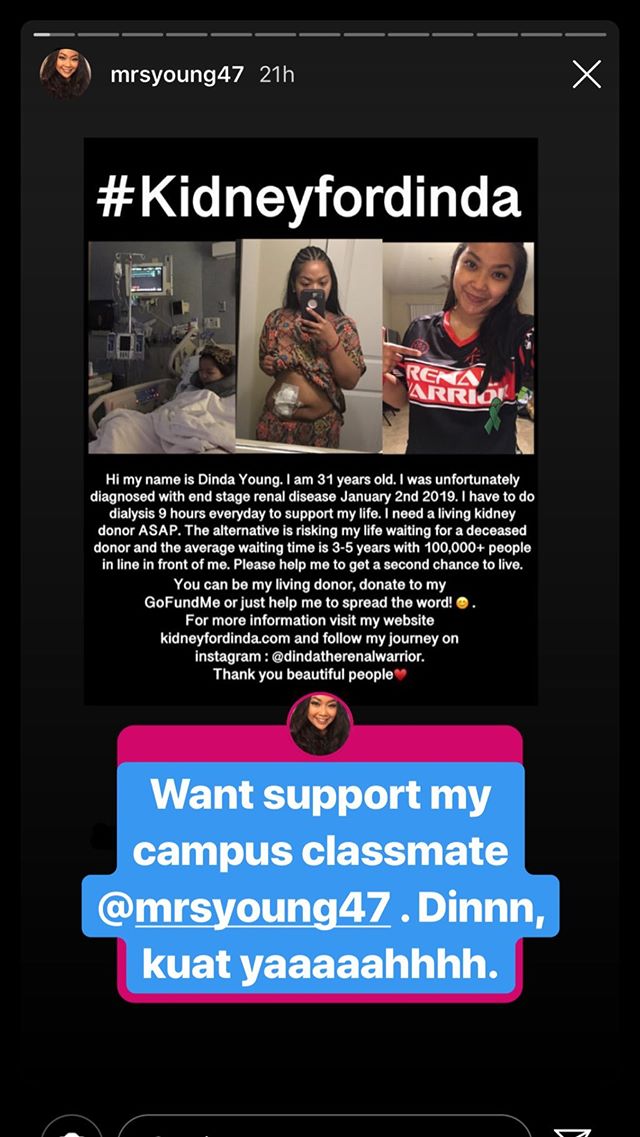 mrsyoung47 21h
#Kidneyfordinda
RENAL
WARRIOR
Hi my name is Dinda Young. I am 31 years old. I was unfortunately
diagnosed with end stage renal disease January 2nd 2019. I have to do
dialysis 9 hours everyday to support my life. I need a living kidney
donor ASAP. The alternative is risking my life waiting for a deceased
donor and the average waiting time is 3-5 years with 100,000+ people
in line in front of me. Please help me to get a second chance to live.
You can be my living donor, donate to my
GoFundMe or just help me to spread the word! 😊 .
For more information visit my website
kidneyfordinda.com and follow my journey on
instagram : @dindatherenalwarrior.
Thank you beautiful people❤️
Want support my
campus classmate
@mrsyoung47 . Dinnn,
kuat yaaaaahhhh.